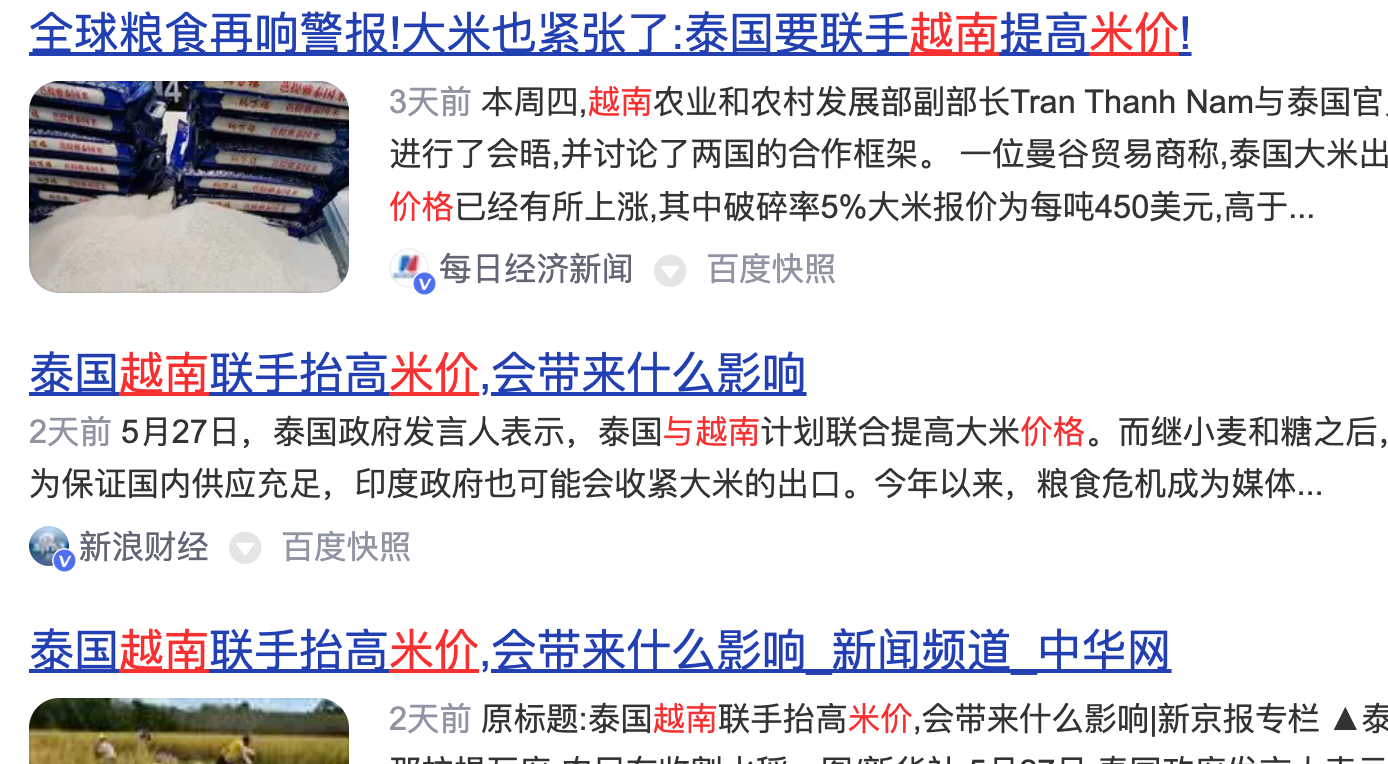 全球粮食再响警报!大米也紧张了:泰国要联手越南提高米价!
3天前 本周四,越南农业和农村发展部副部长Tran Thanh Nam与泰国官
进行了会晤,并讨论了两国的合作框架。 一位曼谷贸易商称,泰国大米出
价格已经有所上涨,其中破碎率5%大米报价为每吨450美元,高于...
每日经济新闻 百度快照
泰国越南联手抬高米价,会带来什么影响
2天前 5月27日，泰国政府发言人表示，泰国与越南计划联合提高大米价格。而继小麦和糖之后,
为保证国内供应充足，印度政府也可能会收紧大米的出口。今年以来，粮食危机成为媒体...
新浪财经 百度快照
泰国越南联手抬高米价,会带来什么影响_新闻频道_中华网
2天前 原标题:泰国越南联手抬高米价,会带来什么影响|新京报专栏 ▲泰